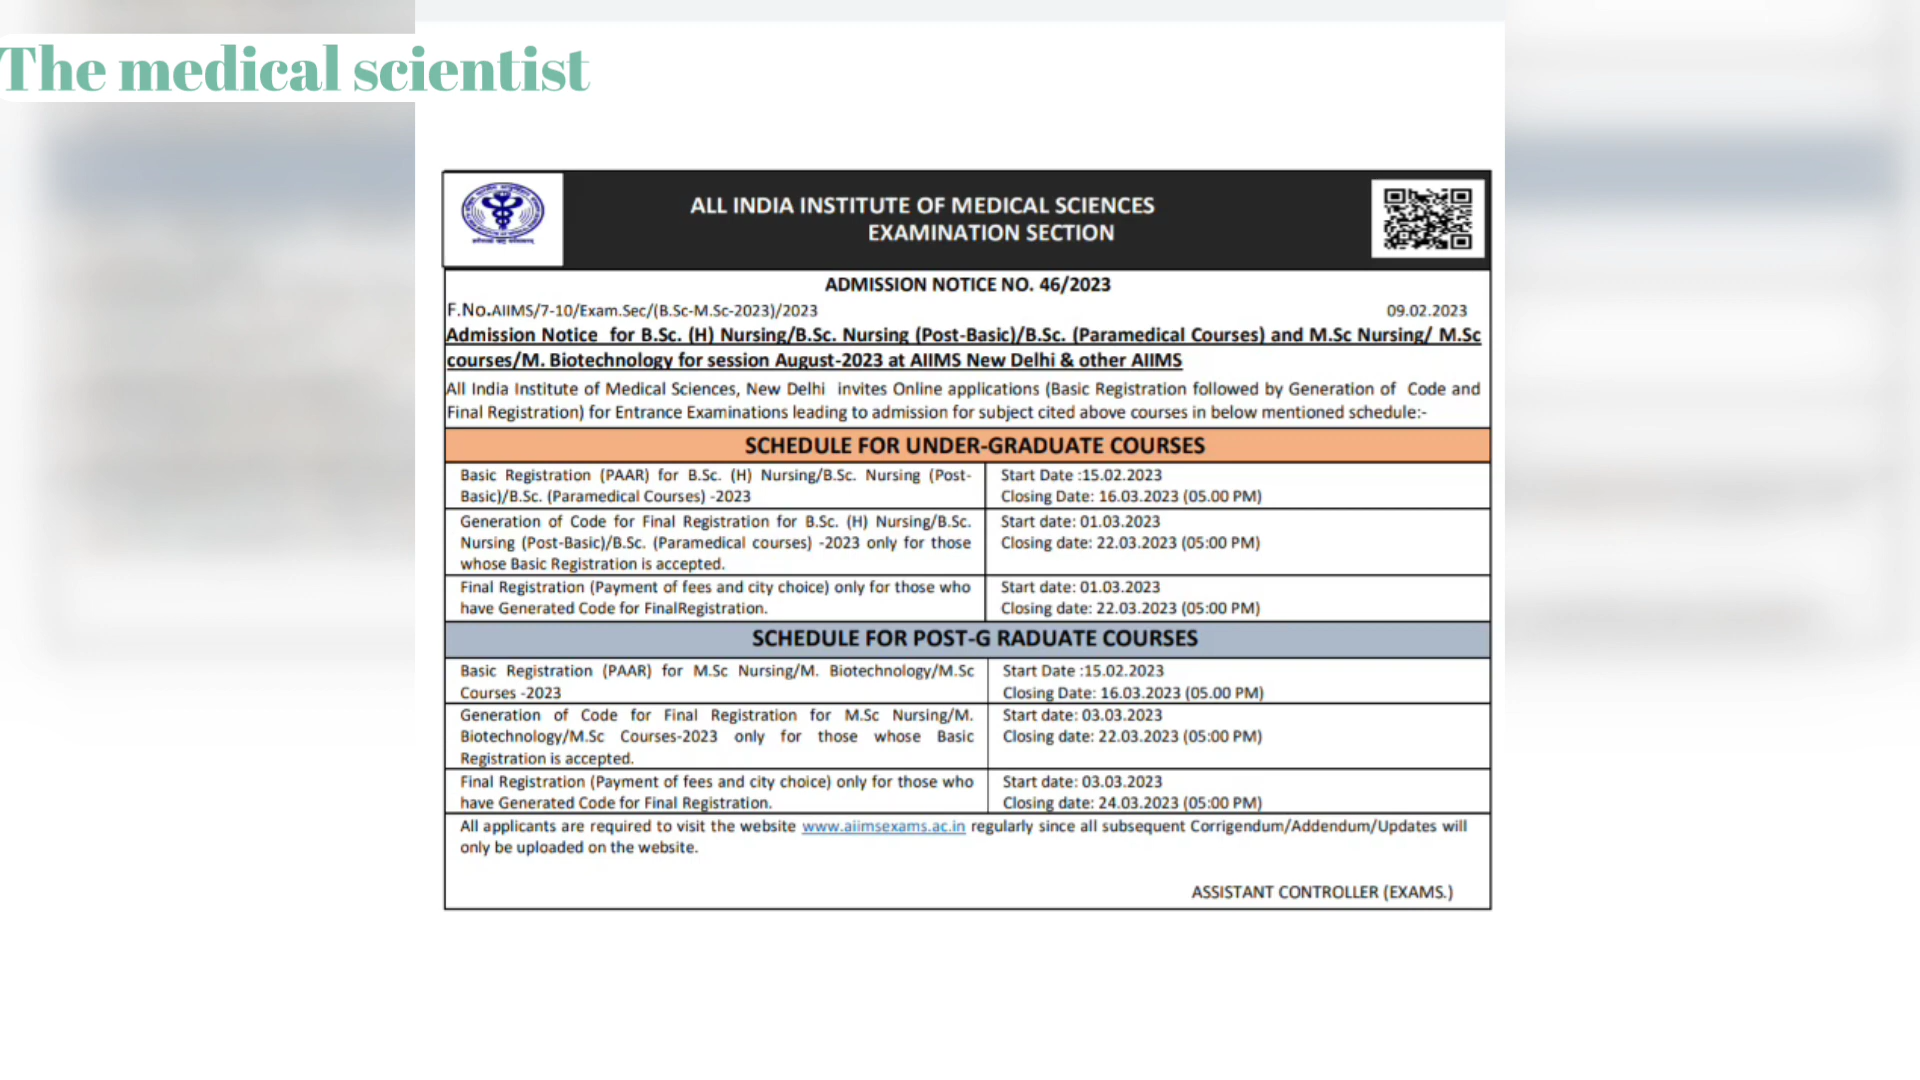 The medical scientist
ALL INDIA INSTITUTE OF MEDICAL SCIENCES
EXAMINATION SECTION
ADMISSION NOTICE NO. 46/2023
F.No.AIIMS/7-10/Exam.Sec/(B.Sc-M.Sc-2023)/2023 09.02.2023
Admission Notice for B.Sc. (H) Nursing/B.Sc. Nursing (Post-Basic)/B.Sc. (Paramedical Courses) and M.Sc Nursing/ M.Sc
courses/M. Biotechnology for session August-2023 at AIIMS New Delhi & other AIIMS
All India Institute of Medical Sciences, New Delhi invites Online applications (Basic Registration followed by Generation of Code and
Final Registration) for Entrance Examinations leading to admission for subject cited above courses in below mentioned schedule:-
SCHEDULE FOR UNDER-GRADUATE COURSES
Basic Registration (PAAR) for B.Sc. (H) Nursing/B.Sc. Nursing (Post-
Basic)/B.Sc. (Paramedical Courses) -2023
Start Date :15.02.2023
Closing Date: 16.03.2023 (05.00 PM)
Generation of Code for Final Registration for B.Sc. (H) Nursing/B.Sc.
Nursing (Post-Basic)/B.Sc. (Paramedical courses) -2023 only for those
whose Basic Registration is accepted.
Start date: 01.03.2023
Closing date: 22.03.2023 (05:00 PM)
Final Registration (Payment of fees and city choice) only for those who
have Generated Code for FinalRegistration.
Start date: 01.03.2023
Closing date: 22.03.2023 (05:00 PM)
SCHEDULE FOR POST-G RADUATE COURSES
Basic Registration (PAAR) for M.Sc Nursing/M. Biotechnology/M.Sc
Courses -2023
Start Date :15.02.2023
Closing Date: 16.03.2023 (05.00 PM)
Generation of Code for Final Registration for M.Sc Nursing/M.
Biotechnology/M.Sc Courses-2023 only for those whose Basic
Registration is accepted.
Start date: 03.03.2023
Closing date: 22.03.2023 (05:00 PM)
Final Registration (Payment of fees and city choice) only for those who
have Generated Code for Final Registration.
Start date: 03.03.2023
Closing date: 24.03.2023 (05:00 PM)
All applicants are required to visit the website www.aiimsexams.ac.in regularly since all subsequent Corrigendum/Addendum/Updates will
only be uploaded on the website.
ASSISTANT CONTROLLER (EXAMS.)